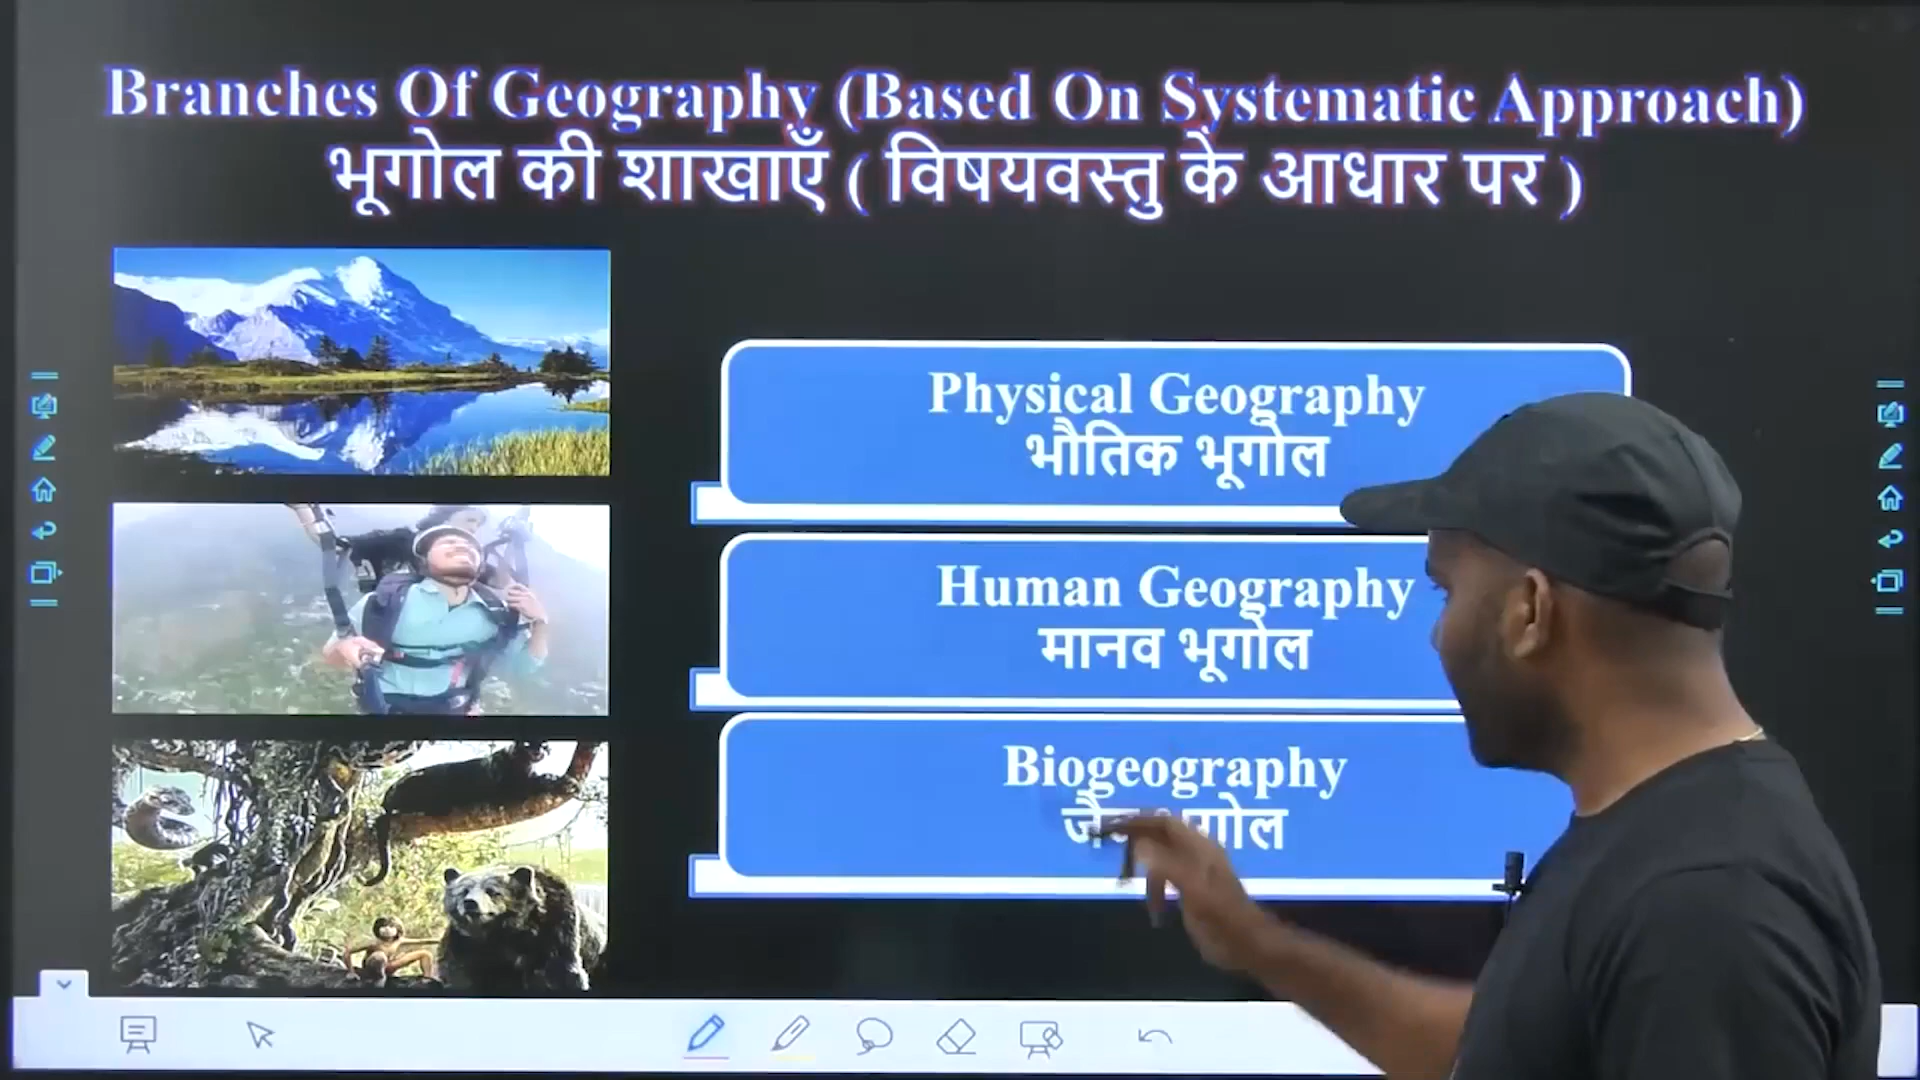 Branches Of Geography (Based On Systematic Approach)
भूगोल की शाखाएँ ( विषयवस्तु के आधार पर )
Physical Geography
भौतिक भूगोल
Human Geography
मानव भूगोल
Biogeography